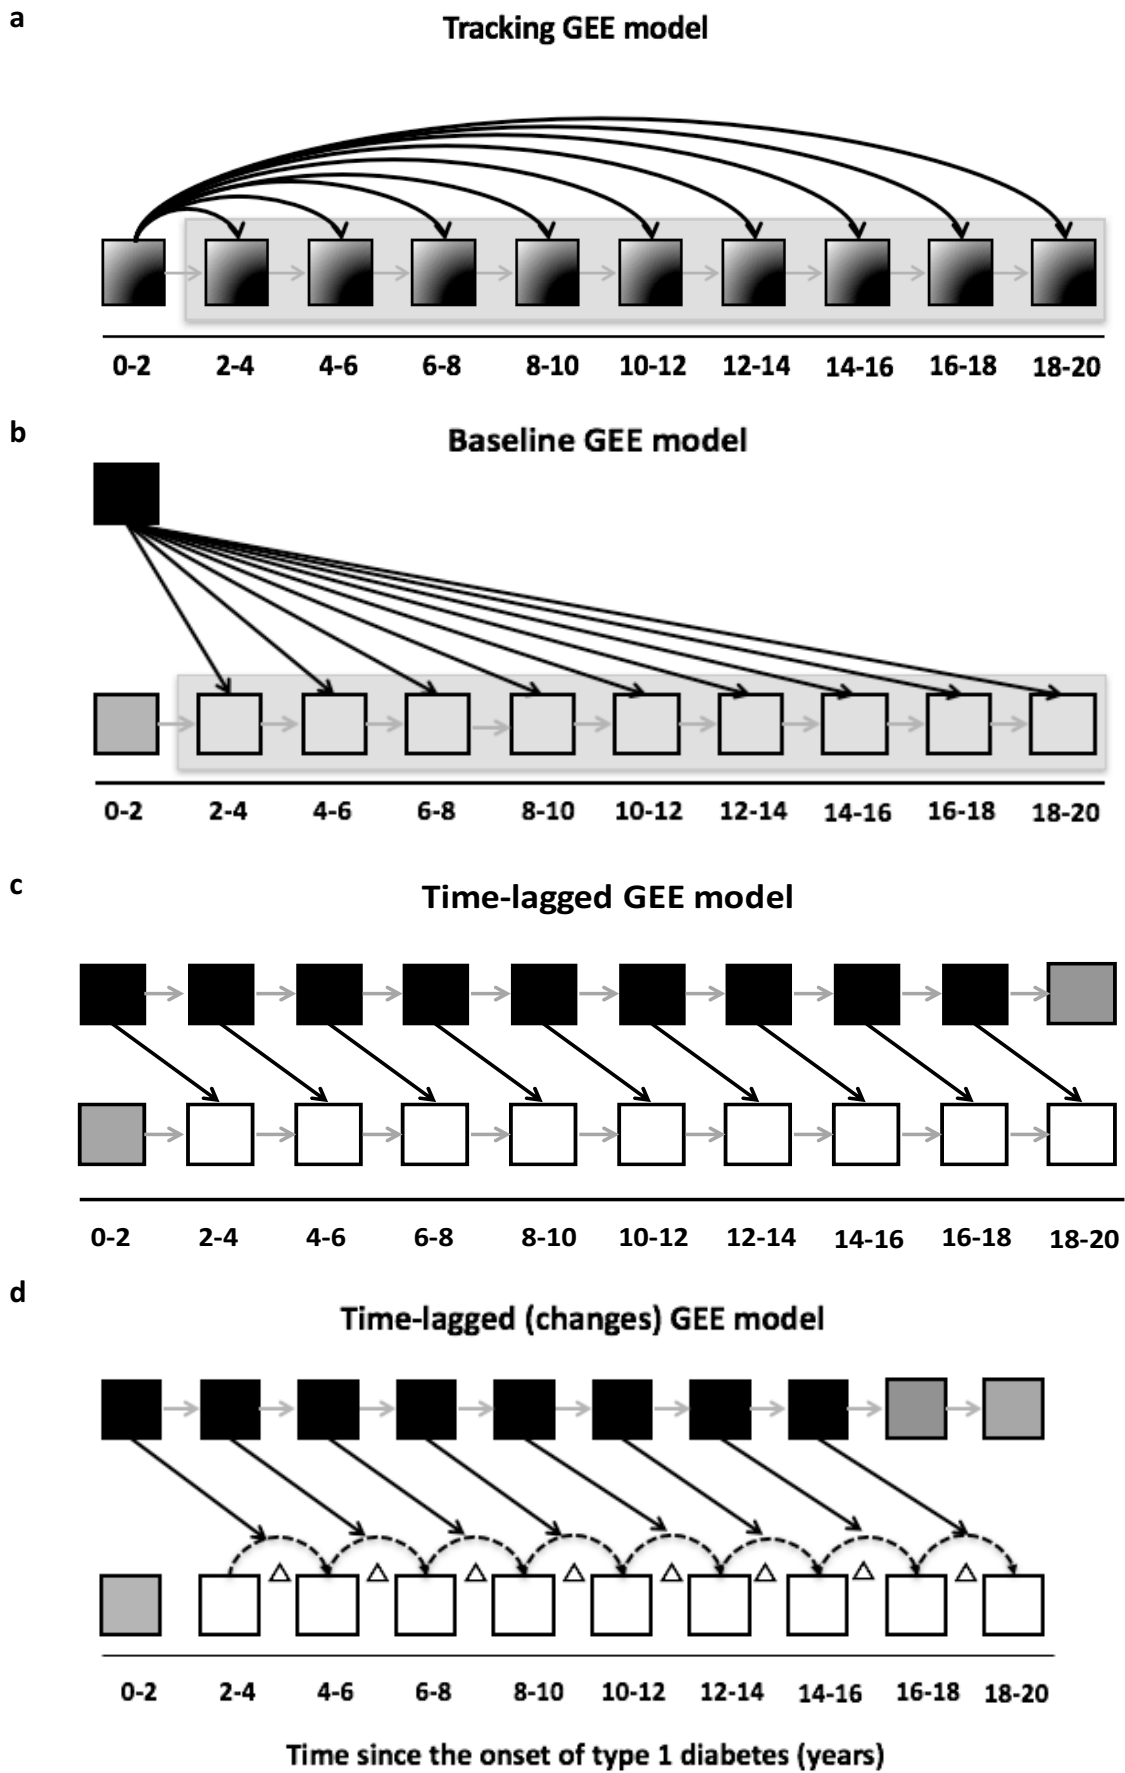 a
Tracking GEE model
0-2 2-4 4-6 6-8 8-10 10-12 12-14 14-16 16-18 18-20
b
Baseline GEE model
0-2 2-4 4-6 6-8 8-10 10-12 12-14 14-16 16-18 18-20
c
Time-lagged GEE model
0-2 2-4 4-6 6-8 8-10 10-12 12-14 14-16 16-18 18-20
d
Time-lagged (changes) GEE model
△ △ △ △ △ △ △ △
0-2 2-4 4-6 6-8 8-10 10-12 12-14 14-16 16-18 18-20
Time since the onset of type 1 diabetes (years)